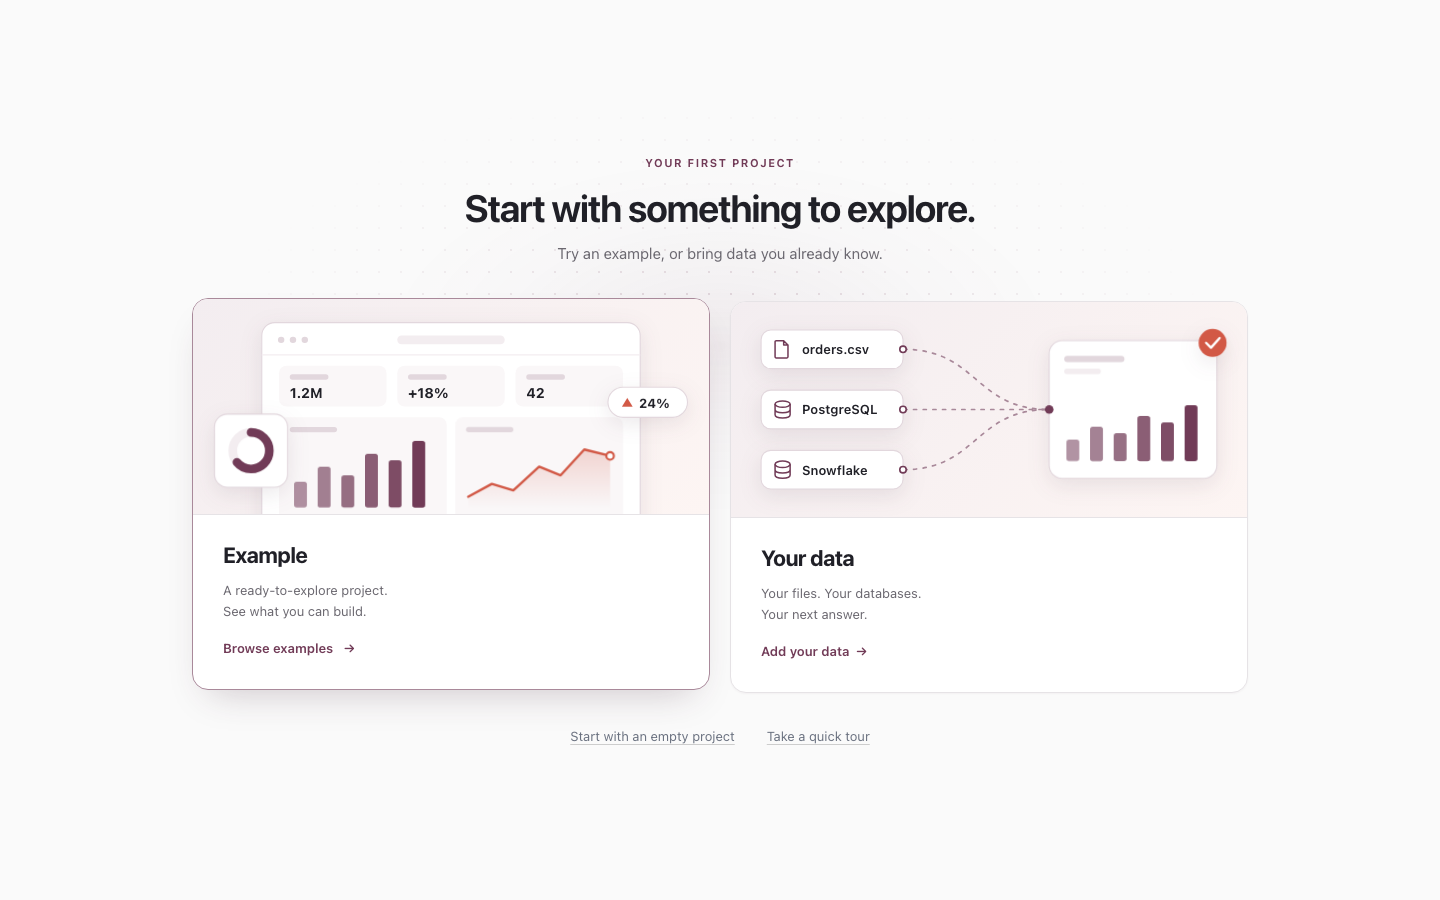 YOUR FIRST PROJECT
Start with something to explore.
Try an example, or bring data you already know.
1.2M
+18%
42
24%
Example
A ready-to-explore project.
See what you can build.
Browse examples →
orders.csv
PostgreSQL
Snowflake
Your data
Your files. Your databases.
Your next answer.
Add your data →
Start with an empty project
Take a quick tour